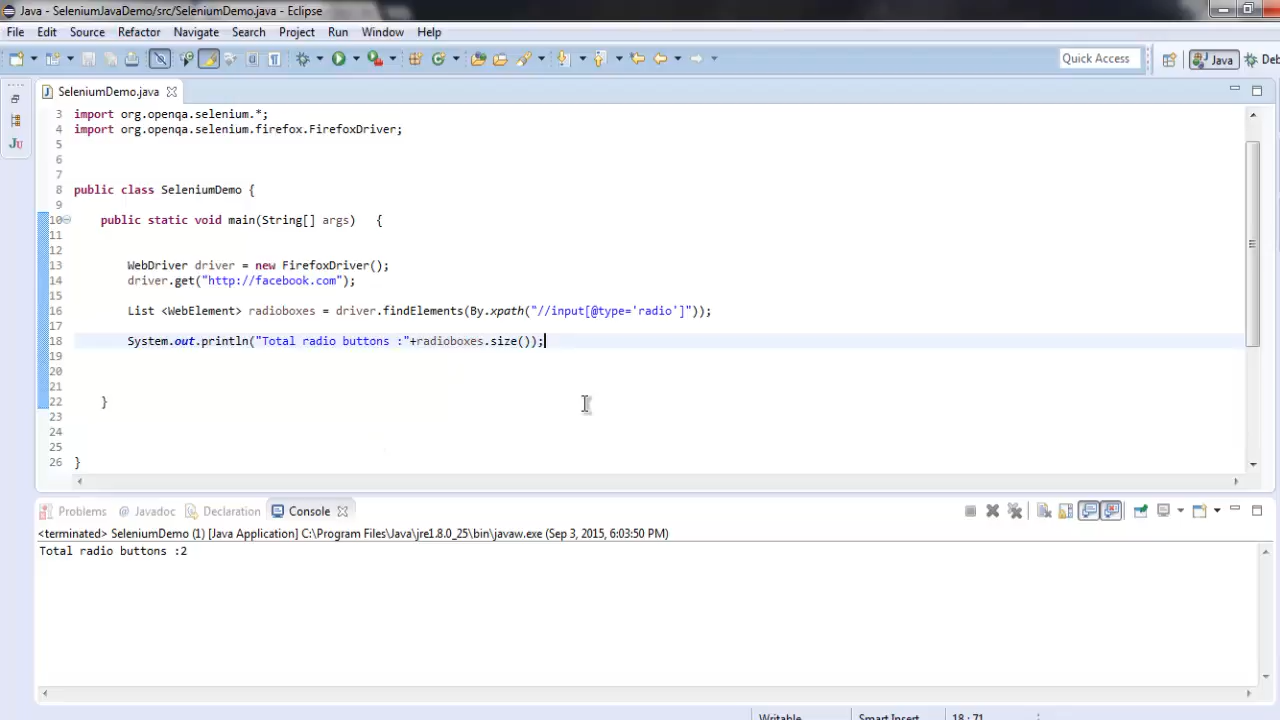 Java - SeleniumJavaDemo/src/SeleniumDemo.java - Eclipse
File Edit Source Refactor Navigate Search Project Run Window Help
Quick Access Java Deb
SeleniumDemo.java
3 import org.openqa.selenium.*;
4 import org.openqa.selenium.firefox.FirefoxDriver;
5
6
7
8 public class SeleniumDemo {
9
10 public static void main(String[] args) {
11
12
13 WebDriver driver = new FirefoxDriver();
14 driver.get("http://facebook.com");
15
16 List <WebElement> radioboxes = driver.findElements(By.xpath("//input[@type='radio']"));
17
18 System.out.println("Total radio buttons :"+radioboxes.size());
19
20
21
22 }
23
24
25
26 }
Problems @ Javadoc Declaration Console
<terminated> SeleniumDemo (1) [Java Application] C:\Program Files\Java\jre1.8.0_25\bin\javaw.exe (Sep 3, 2015, 6:03:50 PM)
Total radio buttons :2
Writable Smart Insert 18 : 71